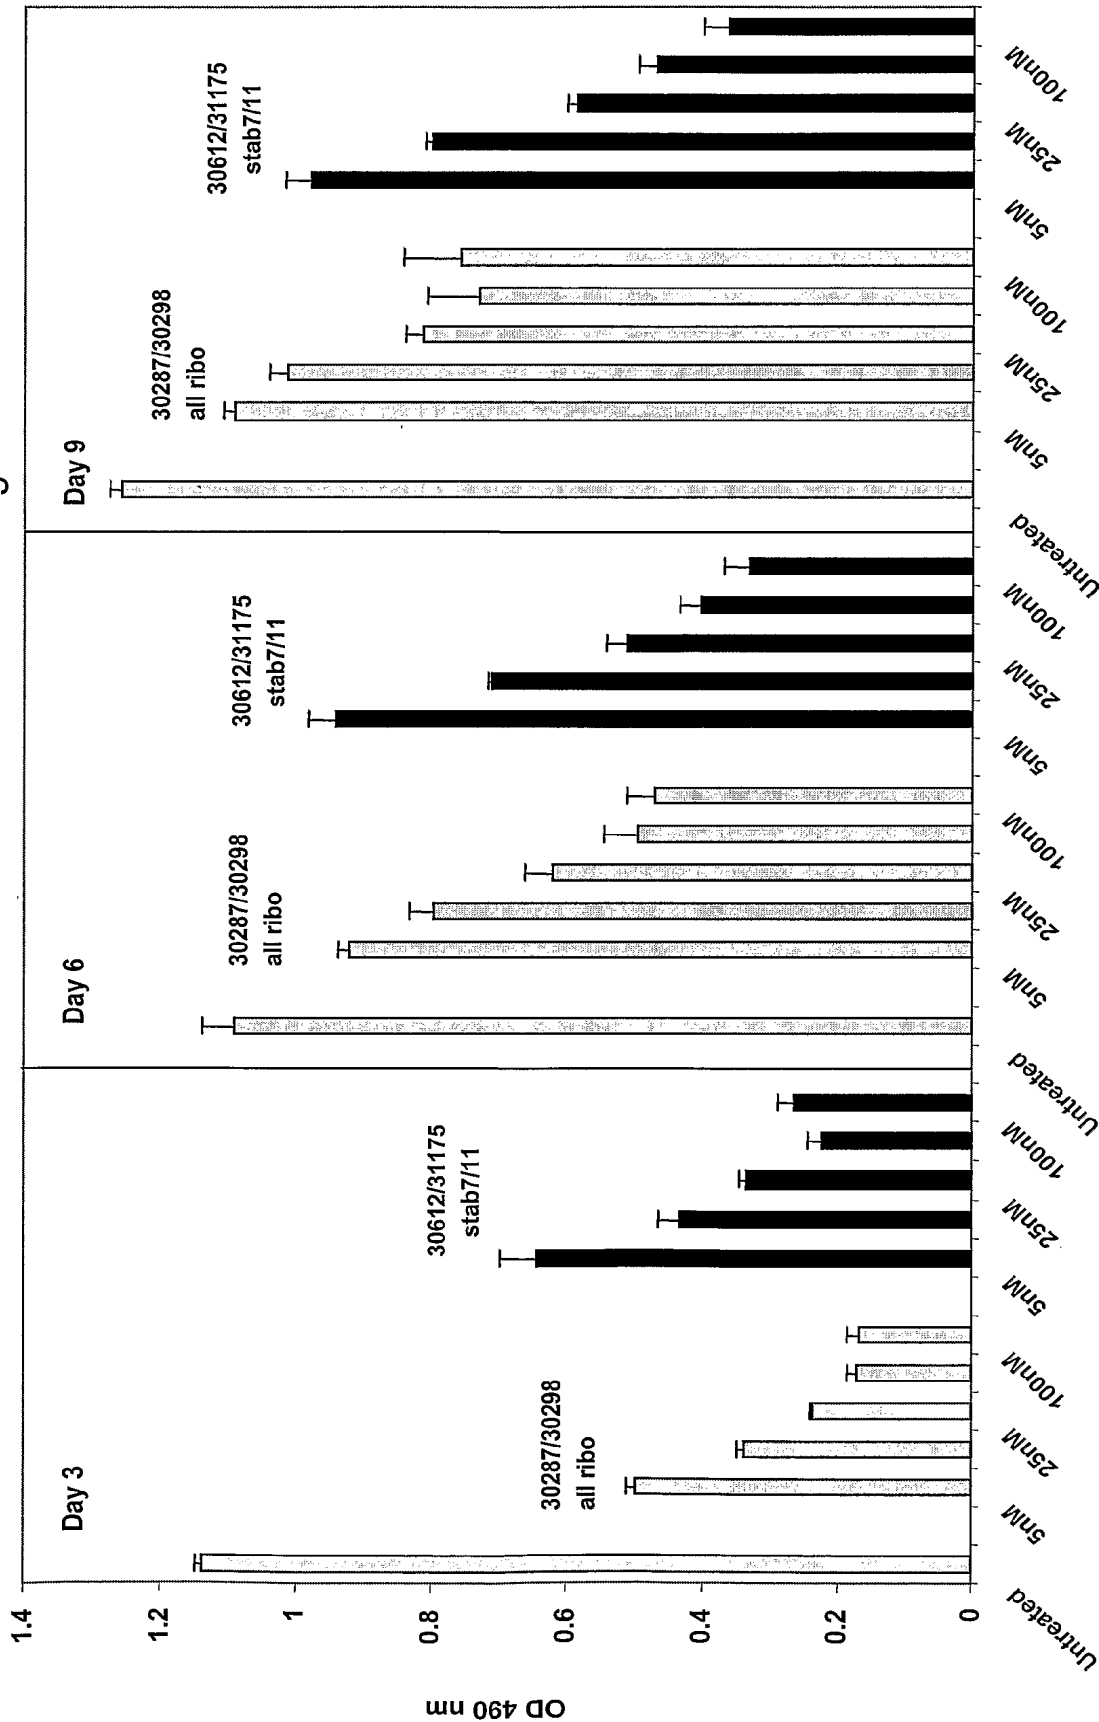 OD 490 nm
1.4
1.2
1
0.8
0.6
0.4
0.2
0
Day 3
30287/30298
all ribo
30612/31175
stab7/11
Day 6
30287/30298
all ribo
30612/31175
stab7/11
Day 9
30287/30298
all ribo
30612/31175
stab7/11
Untreated
5nM
25nM
100nM
5nM
25nM
100nM
Untreated
5nM
25nM
100nM
5nM
25nM
100nM
Untreated
5nM
25nM
100nM
5nM
25nM
100nM